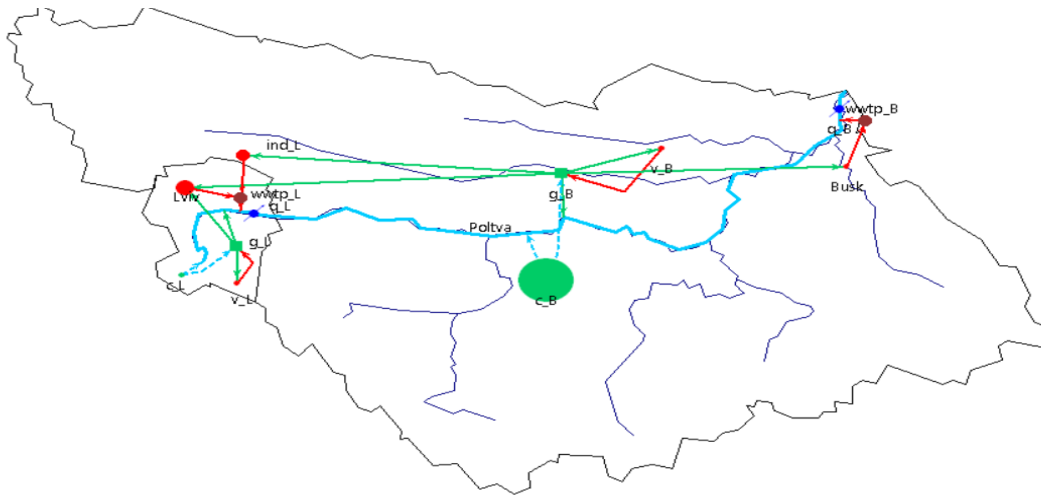 wwtp_B
q_B
ind_L
v_B
Busk
Lviv
wwtp_L
g_B
q_L
Poltva
g_L
c_L
v_L
c_B